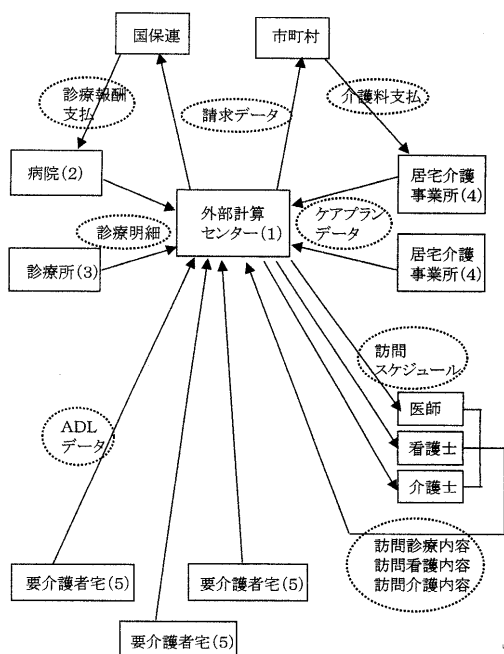 国保連
市町村
診療報酬
支払
請求データ
介護料支払
病院(2)
居宅介護
事業所(4)
外部計算
センター(1)
ケアプラン
データ
診療明細
診療所(3)
居宅介護
事業所(4)
訪問
スケジュール
医師
ADL
データ
看護士
介護士
訪問診療内容
訪問看護内容
訪問介護内容
要介護者宅(5)
要介護者宅(5)
要介護者宅(5)